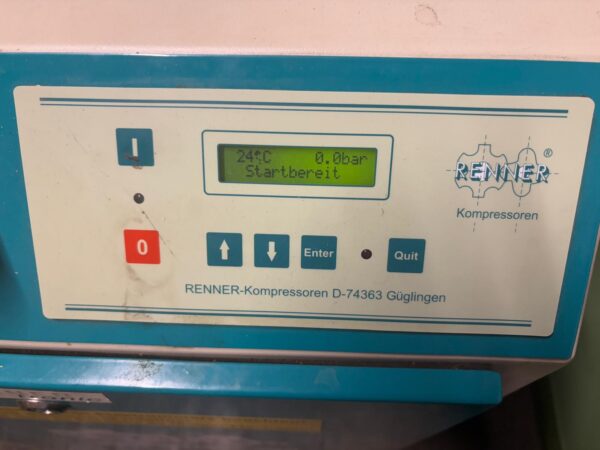 I
24°C 0.0bar
Startbereit
RENNER®
Kompressoren
0
↑ ↓ Enter Quit
RENNER-Kompressoren D-74363 Güglingen